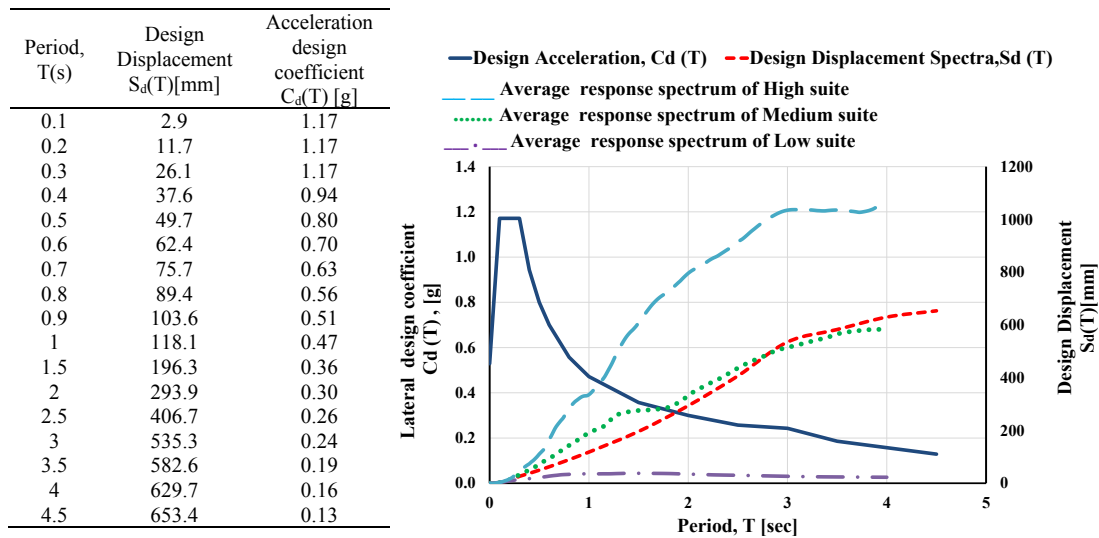 Period,
T(s)
Design
Displacement
Sd(T)[mm]
Acceleration
design
coefficient
Cd(T) [g]
0.1 2.9 1.17
0.2 11.7 1.17
0.3 26.1 1.17
0.4 37.6 0.94
0.5 49.7 0.80
0.6 62.4 0.70
0.7 75.7 0.63
0.8 89.4 0.56
0.9 103.6 0.51
1 118.1 0.47
1.5 196.3 0.36
2 293.9 0.30
2.5 406.7 0.26
3 535.3 0.24
3.5 582.6 0.19
4 629.7 0.16
4.5 653.4 0.13
Design Acceleration, Cd (T) Design Displacement Spectra,Sd (T)
Average response spectrum of High suite
Average response spectrum of Medium suite
Average response spectrum of Low suite
Lateral design coefficient
Cd (T) , [g]
1.4
1.2
1.0
0.8
0.6
0.4
0.2
0.0
0 1 2 3 4 5
Period, T [sec]
1200
1000
800
600
400
200
0
Design Displacement
Sd(T)[mm]